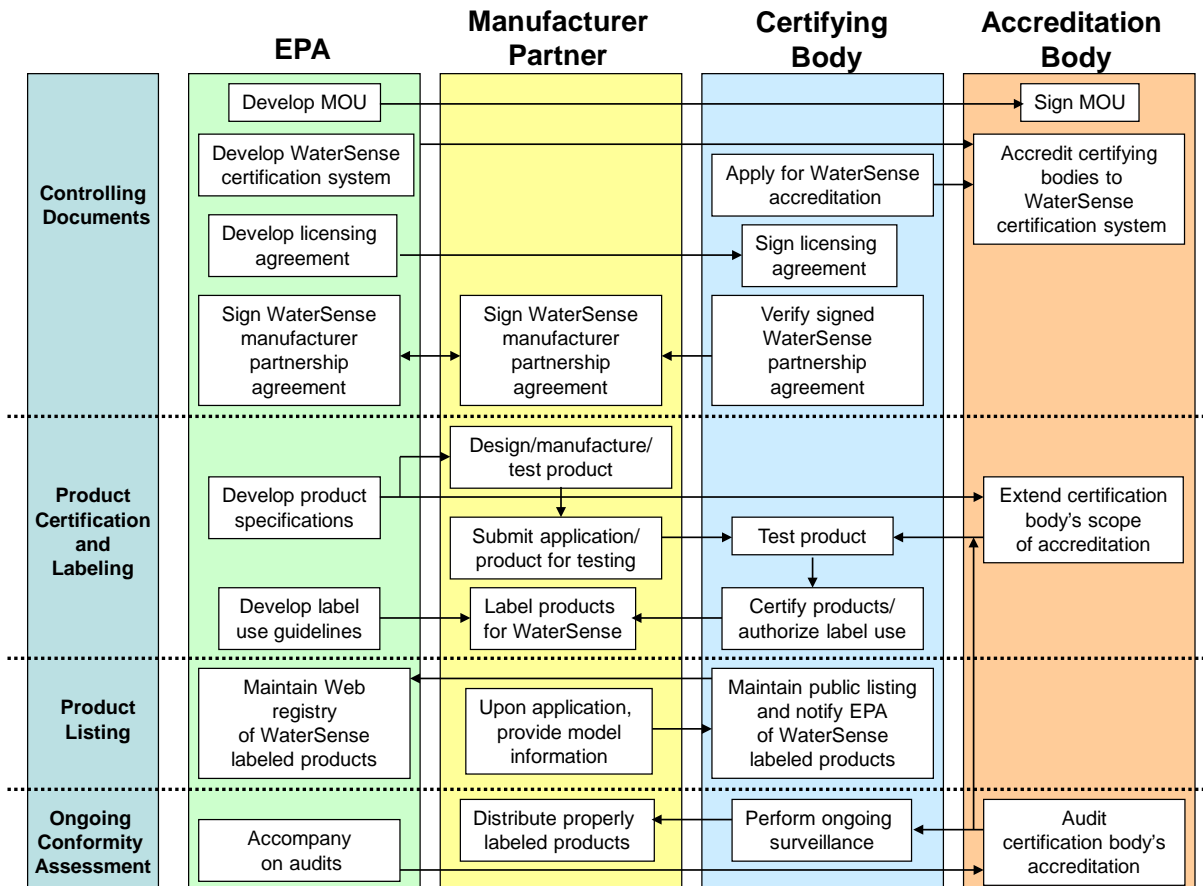 EPA
Manufacturer
Partner
Certifying
Body
Accreditation
Body
Controlling
Documents
Develop MOU
Sign MOU
Develop WaterSense
certification system
Apply for WaterSense
accreditation
Accredit certifying
bodies to
WaterSense
certification system
Develop licensing
agreement
Sign licensing
agreement
Sign WaterSense
manufacturer
partnership
agreement
Sign WaterSense
manufacturer
partnership
agreement
Verify signed
WaterSense
partnership
agreement
Product
Certification
and
Labeling
Design/manufacture/
test product
Develop product
specifications
Extend certification
body's scope
of accreditation
Submit application/
product for testing
Test product
Develop label
use guidelines
Label products
for WaterSense
Certify products/
authorize label use
Product
Listing
Maintain Web
registry
of WaterSense
labeled products
Upon application,
provide model
information
Maintain public listing
and notify EPA
of WaterSense
labeled products
Ongoing
Conformity
Assessment
Accompany
on audits
Distribute properly
labeled products
Perform ongoing
surveillance
Audit
certification body's
accreditation